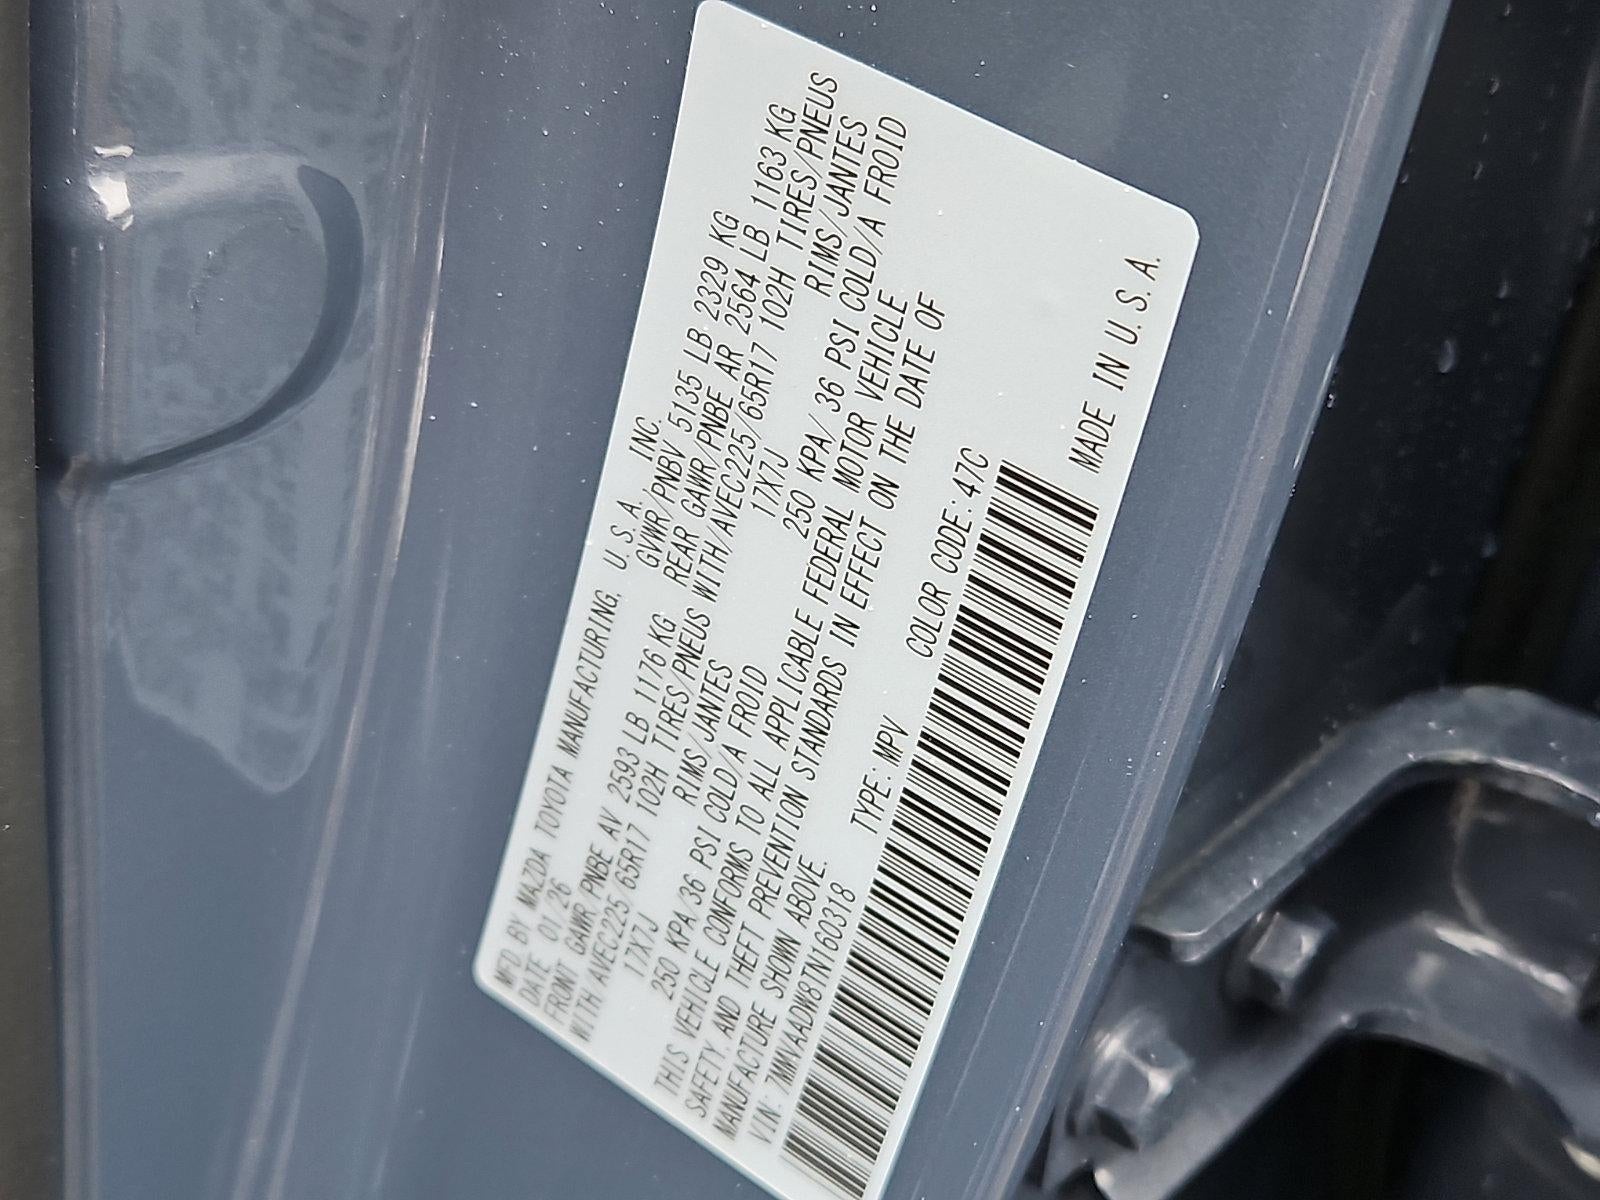 MFD. BY MAZDA TOYOTA MANUFACTURING, U. S. A. INC.
DATE 01/26 GVWR/PNBV 5135 LB 2329 KG
FRONT GAWR/PNBE AV 2593 LB 1176 KG REAR GAWR/PNBE AR 2564 LB 1163 KG
WITH/AVEC225/65R17 102H TIRES/PNEUS WITH/AVEC225/65R17 102H TIRES/PNEUS
17X7J RIMS/JANTES 17X7J RIMS/JANTES
250 KPA/36 PSI COLD/A FROID 250 KPA/36 PSI COLD/A FROID
THIS VEHICLE CONFORMS TO ALL APPLICABLE FEDERAL MOTOR VEHICLE
SAFETY, AND THEFT PREVENTION STANDARDS IN EFFECT ON THE DATE OF
MANUFACTURE SHOWN ABOVE.
VIN: 7MMVAADW8TN160318 TYPE: MPV COLOR CODE: 47C
MADE IN U. S. A.